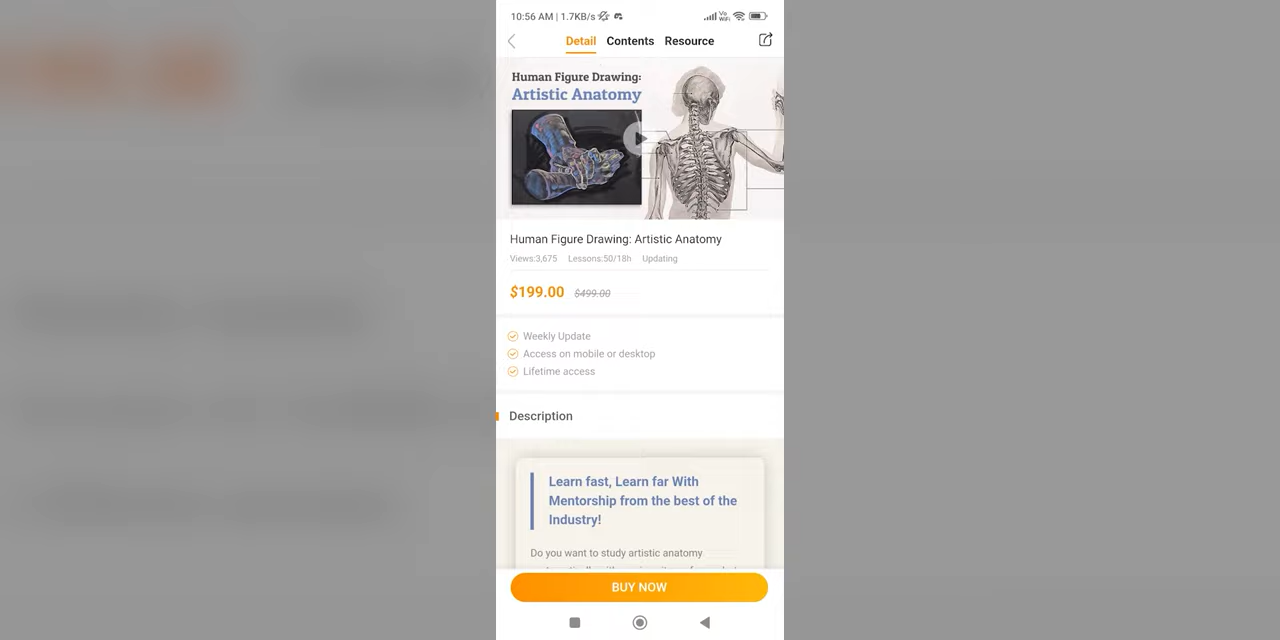 10:56 AM | 1.7KB/s
Vo
WiFi
Detail Contents Resource
Human Figure Drawing:
Artistic Anatomy
Human Figure Drawing: Artistic Anatomy
Views:3,675 Lessons:50/18h Updating
$199.00 $499.00
Weekly Update
Access on mobile or desktop
Lifetime access
Description
Learn fast, Learn far With
Mentorship from the best of the
Industry!
Do you want to study artistic anatomy
BUY NOW